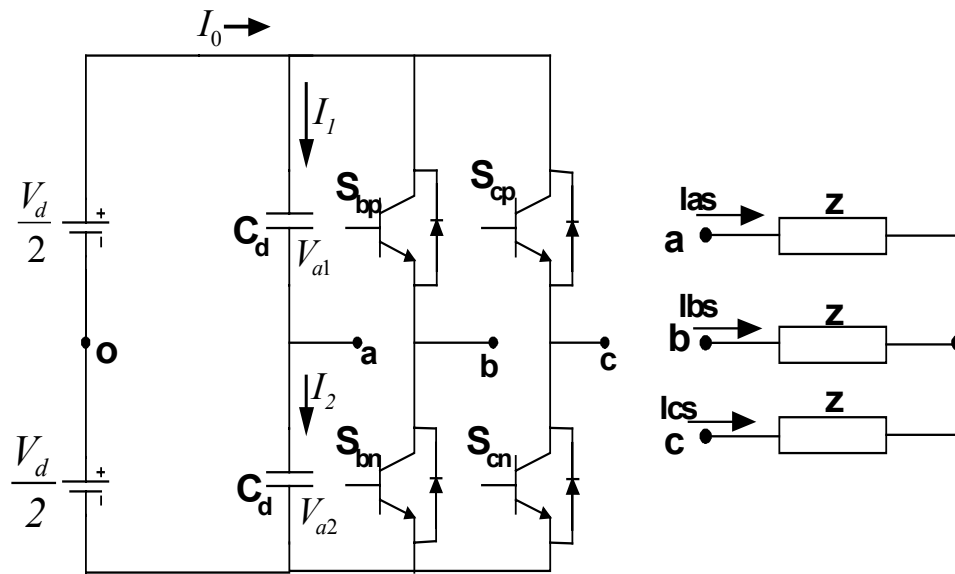 I0
I1
Sbp
Scp
Vd
2
+
Cd
Va1
Ias
Z
a
o
a
b
c
Ibs
Z
b
I2
Sbn
Scn
Ics
Z
c
Vd
2
+
Cd
Va2